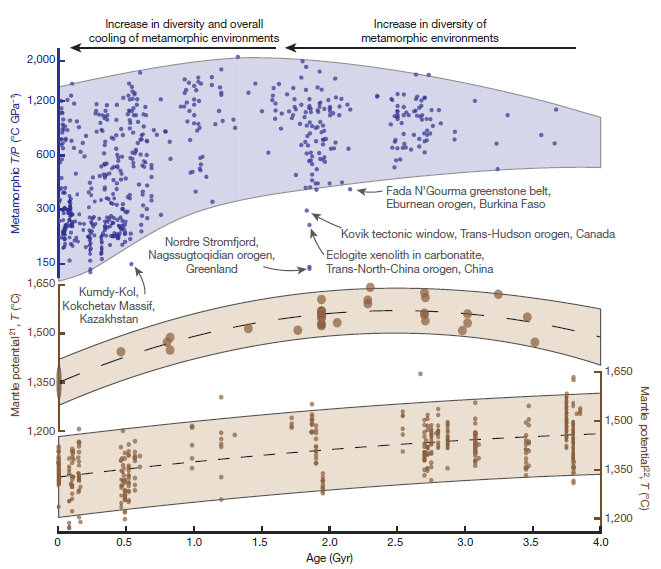 Increase in diversity and overall
cooling of metamorphic environments
Increase in diversity of
metamorphic environments
Metamorphic T/P (°C GPa⁻¹)
2,000
1,200
600
300
150
Fada N'Gourma greenstone belt,
Eburnean orogen, Burkina Faso
Kovik tectonic window, Trans-Hudson orogen, Canada
Nordre Stromfjord,
Nagssugtoqidian orogen,
Greenland
Eclogite xenolith in carbonatite,
Trans-North-China orogen, China
Kumdy-Kol,
Kokchetav Massif,
Kazakhstan
Mantle potential²¹, T (°C)
1,650
1,500
1,350
1,200
1,650
1,500
1,350
1,200
Mantle potential²², T (°C)
0 0.5 1.0 1.5 2.0 2.5 3.0 3.5 4.0
Age (Gyr)